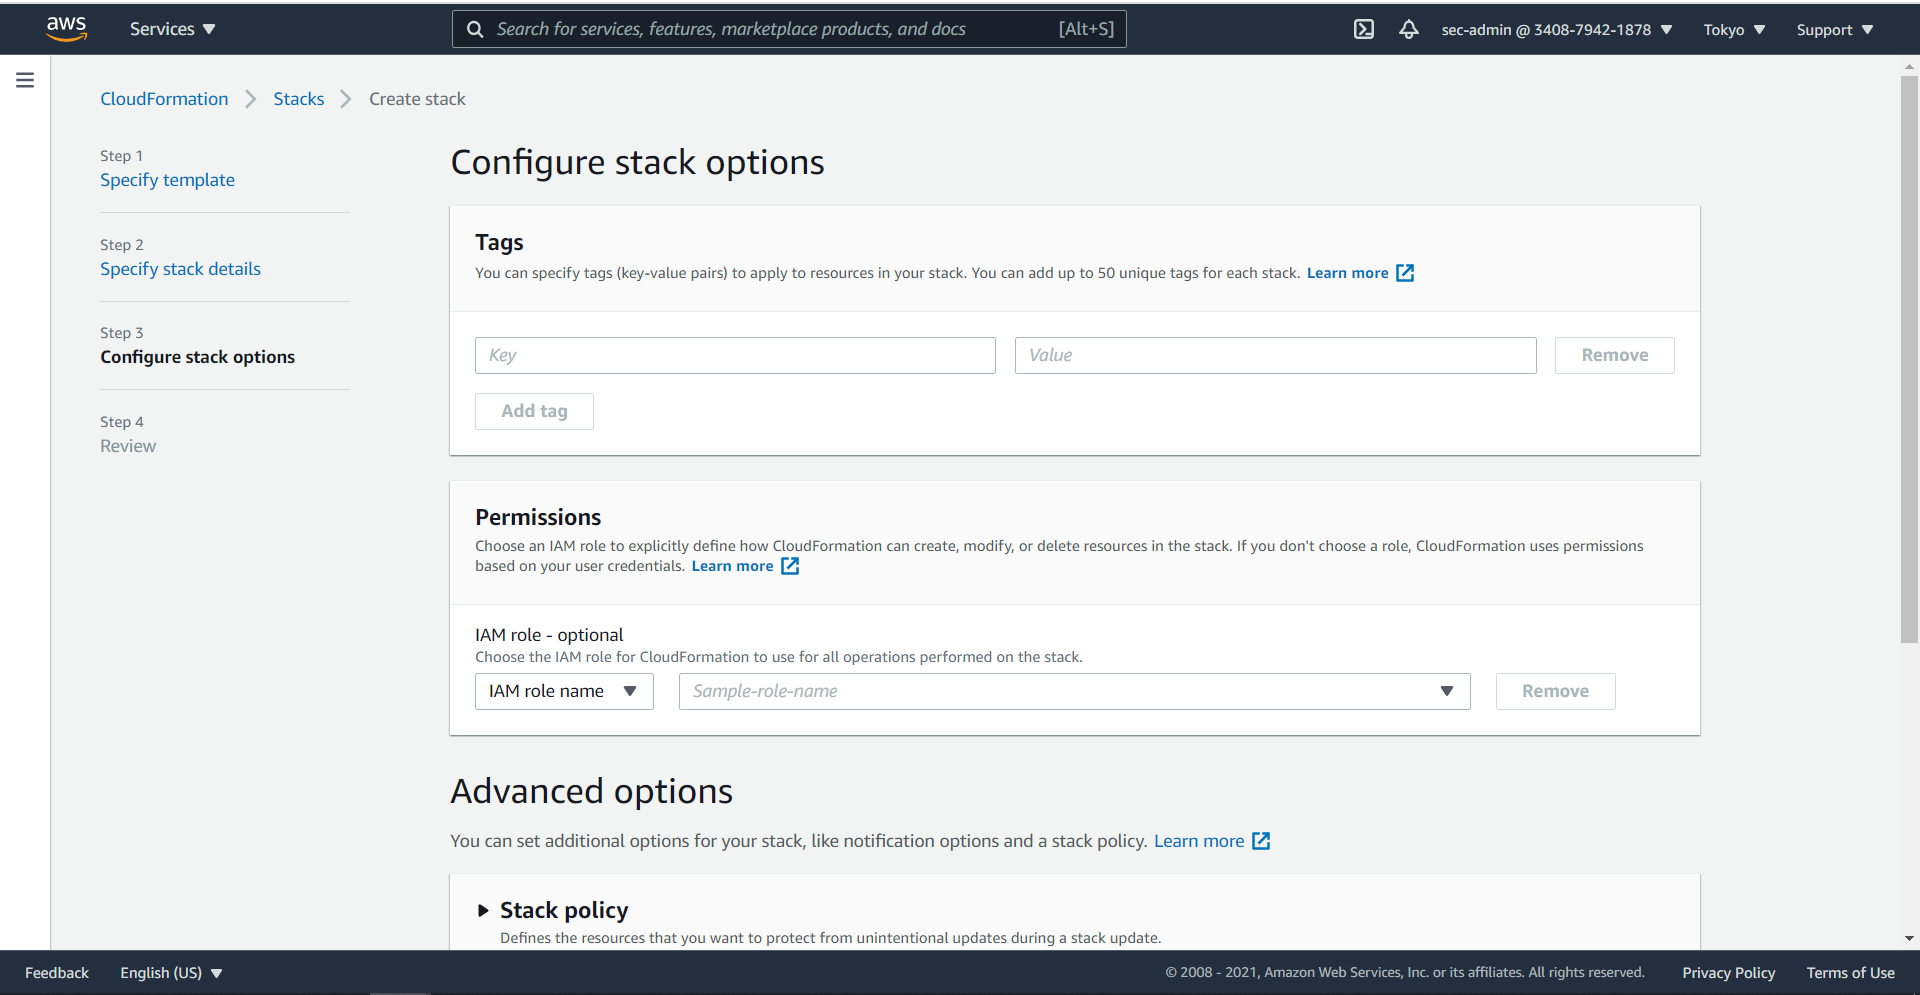 aws
Services
Search for services, features, marketplace products, and docs
[Alt+S]
sec-admin @ 3408-7942-1878
Tokyo
Support
CloudFormation
Stacks
Create stack
Step 1
Specify template
Step 2
Specify stack details
Step 3
Configure stack options
Step 4
Review
Configure stack options
Tags
You can specify tags (key-value pairs) to apply to resources in your stack. You can add up to 50 unique tags for each stack. Learn more
Key
Value
Remove
Add tag
Permissions
Choose an IAM role to explicitly define how CloudFormation can create, modify, or delete resources in the stack. If you don't choose a role, CloudFormation uses permissions
based on your user credentials. Learn more
IAM role - optional
Choose the IAM role for CloudFormation to use for all operations performed on the stack.
IAM role name
Sample-role-name
Remove
Advanced options
You can set additional options for your stack, like notification options and a stack policy. Learn more
Stack policy
Defines the resources that you want to protect from unintentional updates during a stack update.
Feedback
English (US)
© 2008 - 2021, Amazon Web Services, Inc. or its affiliates. All rights reserved.
Privacy Policy
Terms of Use